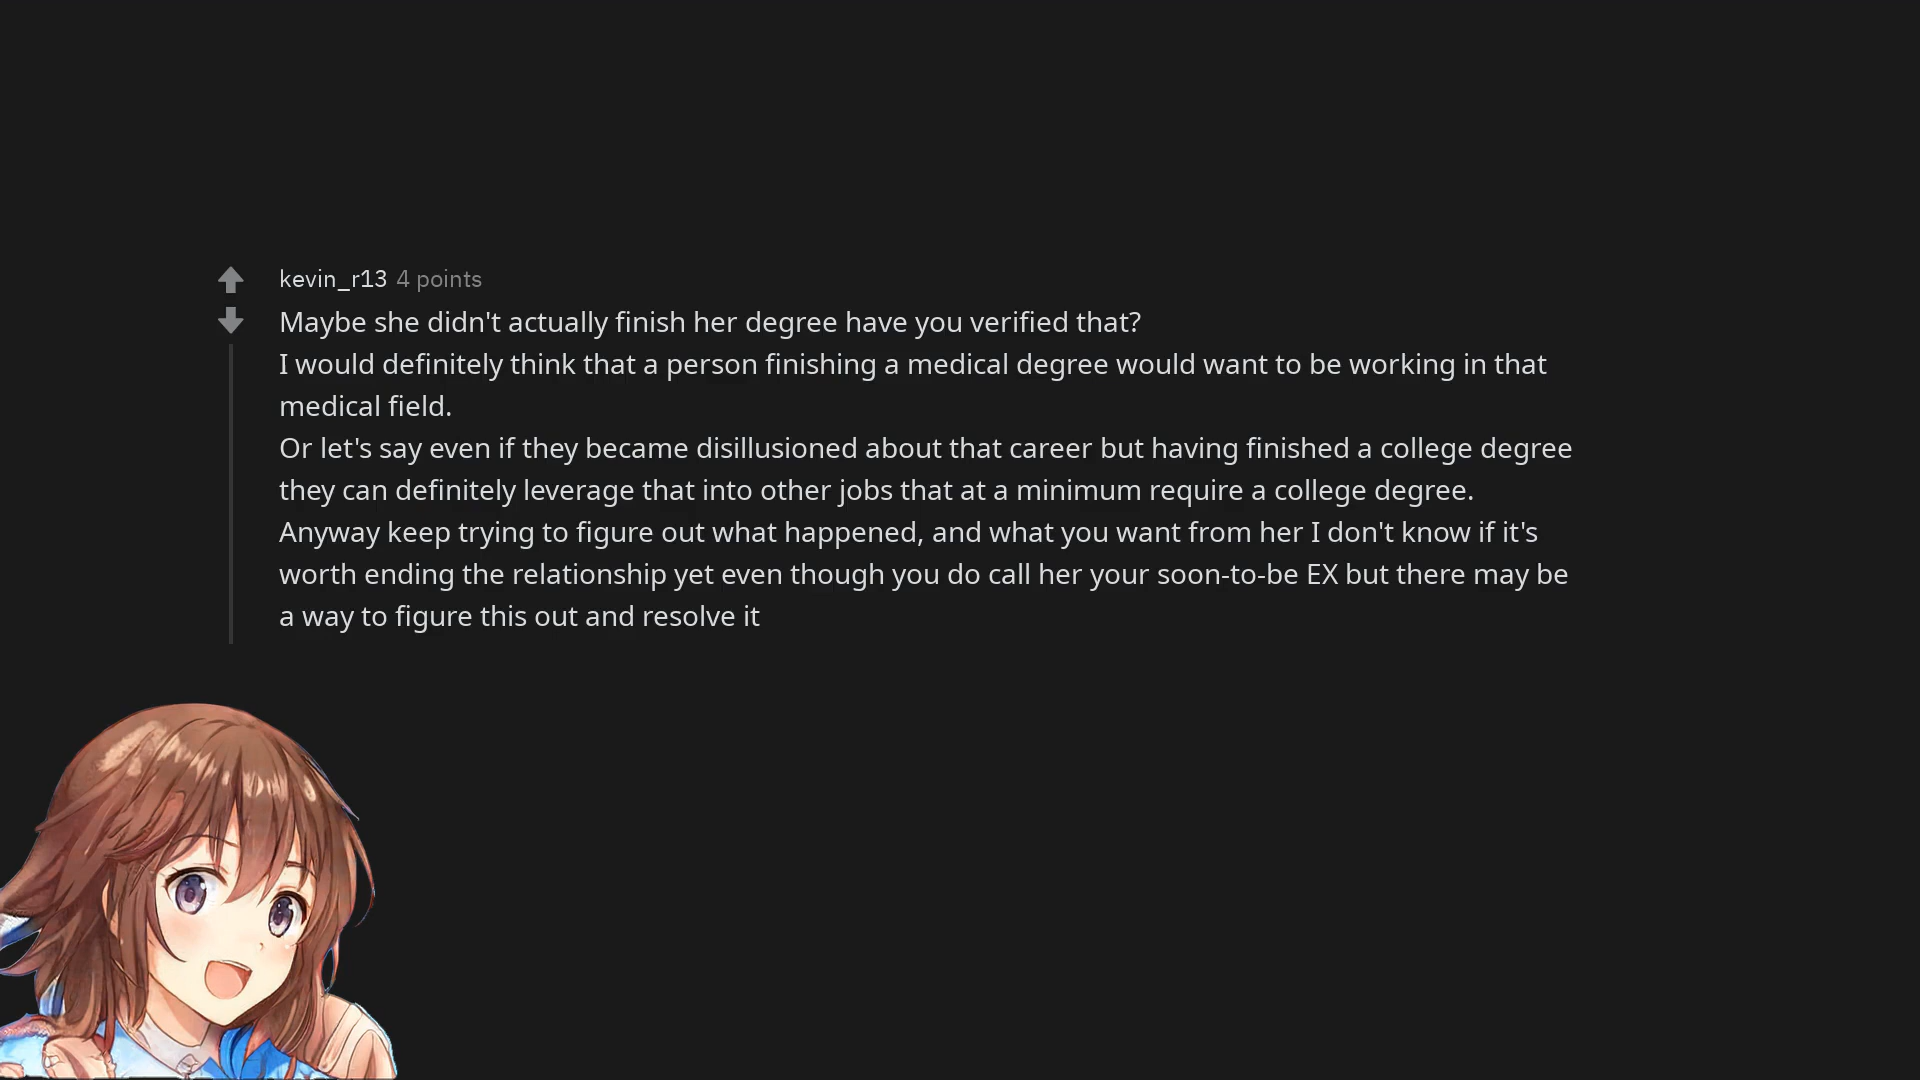 kevin_r13 4 points
Maybe she didn't actually finish her degree have you verified that?
I would definitely think that a person finishing a medical degree would want to be working in that
medical field.
Or let's say even if they became disillusioned about that career but having finished a college degree
they can definitely leverage that into other jobs that at a minimum require a college degree.
Anyway keep trying to figure out what happened, and what you want from her I don't know if it's
worth ending the relationship yet even though you do call her your soon-to-be EX but there may be
a way to figure this out and resolve it